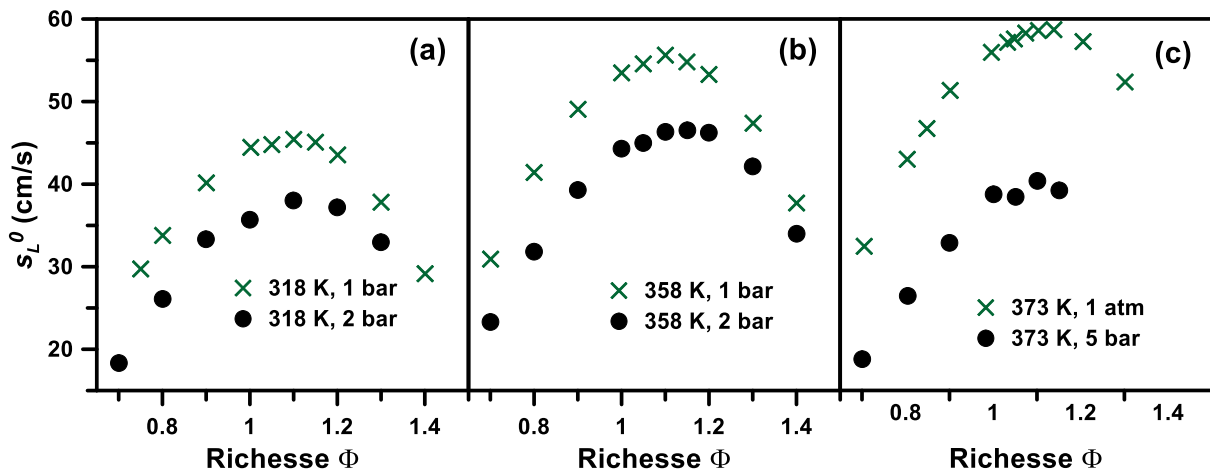 60
50
40
30
20
s_L^0 (cm/s)
(a)
318 K, 1 bar
318 K, 2 bar
0.8 1 1.2 1.4
Richesse Φ
(b)
358 K, 1 bar
358 K, 2 bar
0.8 1 1.2 1.4
Richesse Φ
(c)
373 K, 1 atm
373 K, 5 bar
0.8 1 1.2 1.4
Richesse Φ